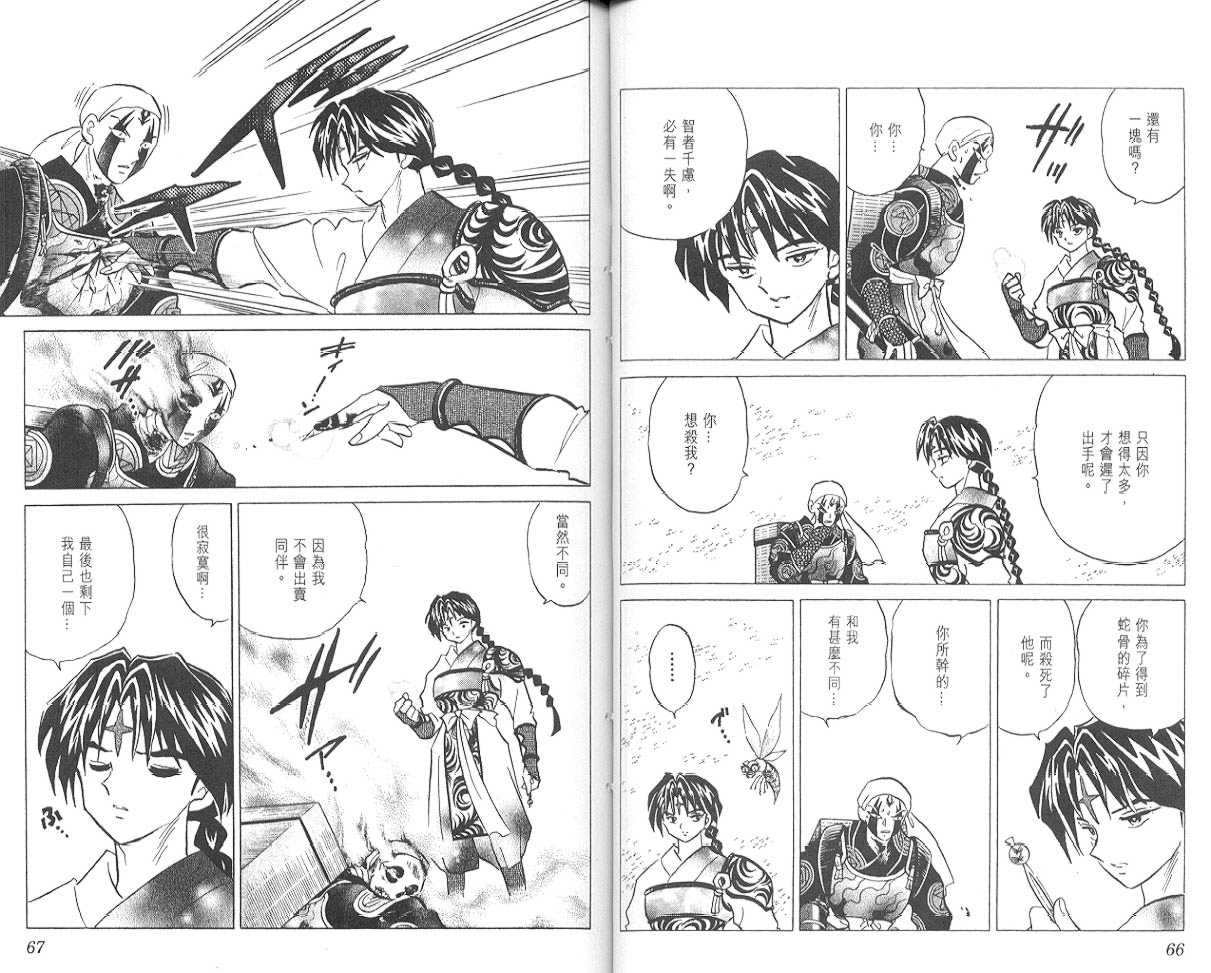 還有
一塊嗎？
你…
你…
智者千慮，
必有一失啊。
只因你
想得太多，
才會遲了
出手呢。
你…
想殺我？
你為了得到
蛇骨的碎片，
而殺死了
他呢。
你所幹的…
和我
有甚麼不同…
ブ…
……
66
キ…
當然不同。
因為我
不會出賣
同伴。
ア…
很寂寞啊…
最後也剩下
我自己一個…
ふ…
67